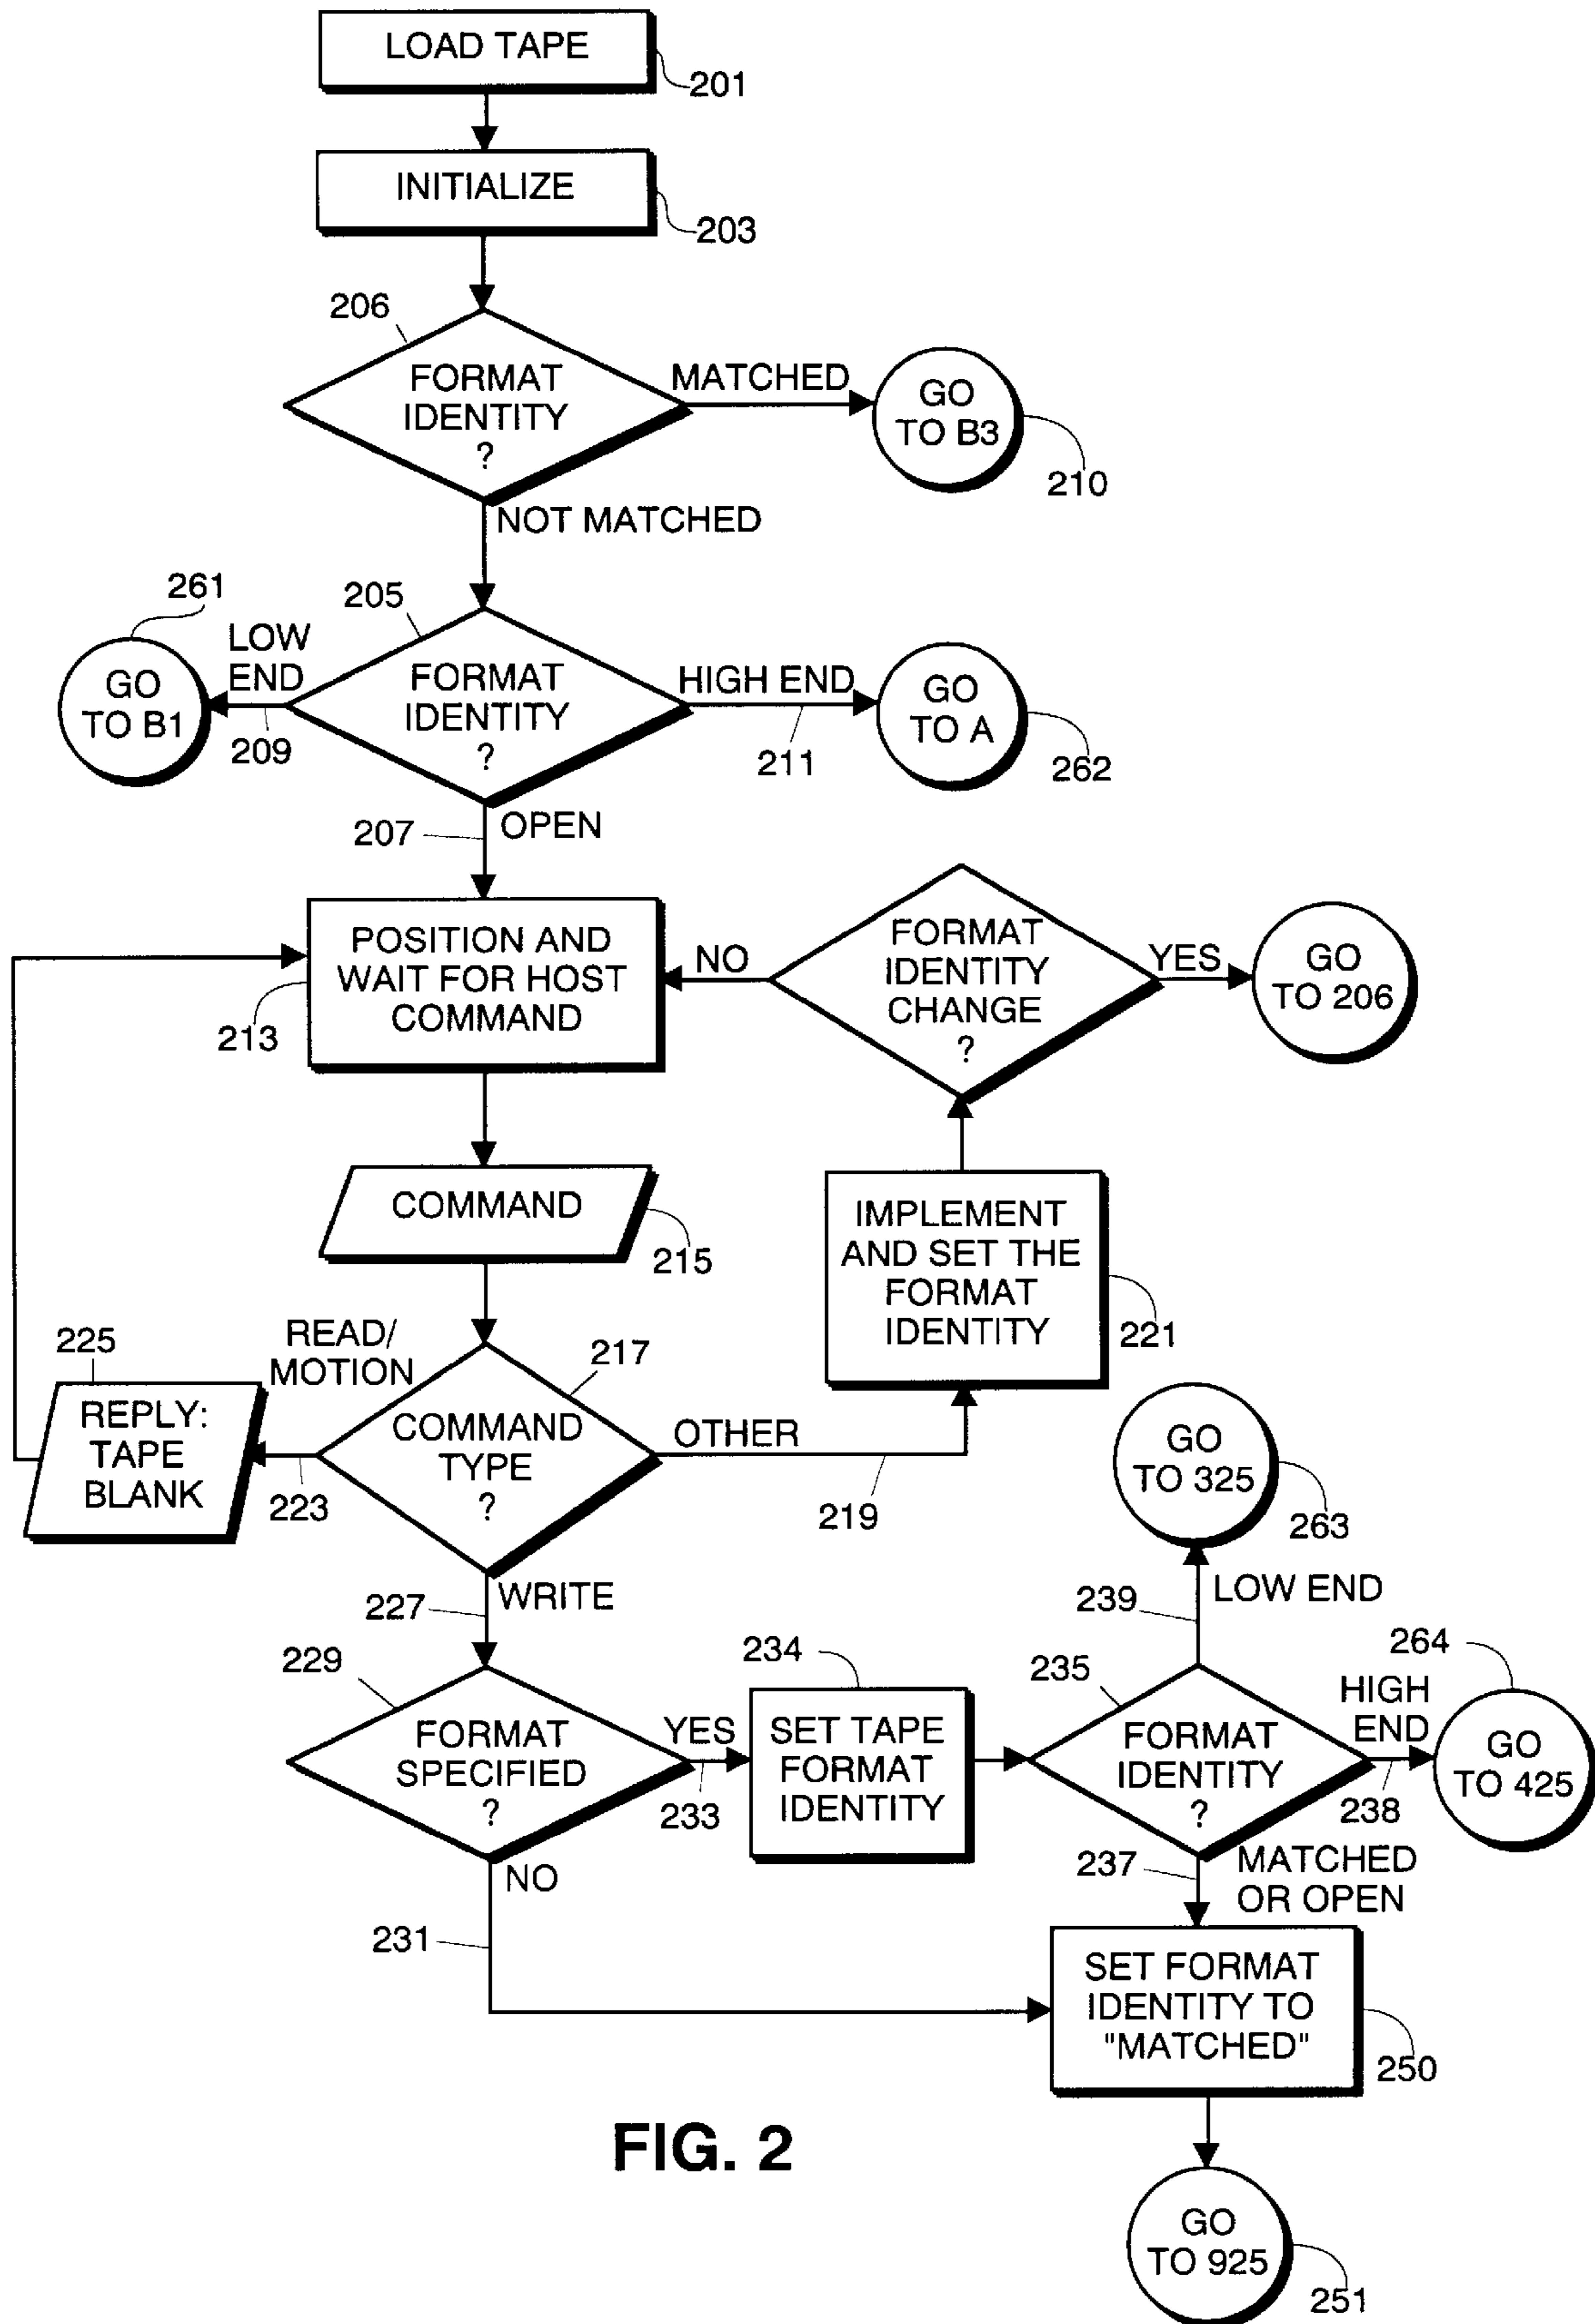 LOAD TAPE
201
INITIALIZE
203
206
FORMAT
IDENTITY
?
MATCHED
GO
TO B3
210
NOT MATCHED
261
205
LOW
END
GO
TO B1
209
FORMAT
IDENTITY
?
HIGH END
211
GO
TO A
262
207
OPEN
POSITION AND
WAIT FOR HOST
COMMAND
213
NO
FORMAT
IDENTITY
CHANGE
?
YES
GO
TO 206
COMMAND
215
IMPLEMENT
AND SET THE
FORMAT
IDENTITY
221
225
READ/
MOTION
217
REPLY:
TAPE
BLANK
223
COMMAND
TYPE
?
OTHER
219
GO
TO 325
263
227
WRITE
239
LOW END
229
FORMAT
SPECIFIED
?
YES
233
234
SET TAPE
FORMAT
IDENTITY
235
FORMAT
IDENTITY
?
HIGH
END
238
264
GO
TO 425
NO
231
237
MATCHED
OR OPEN
SET FORMAT
IDENTITY TO
"MATCHED"
250
FIG. 2
GO
TO 925
251